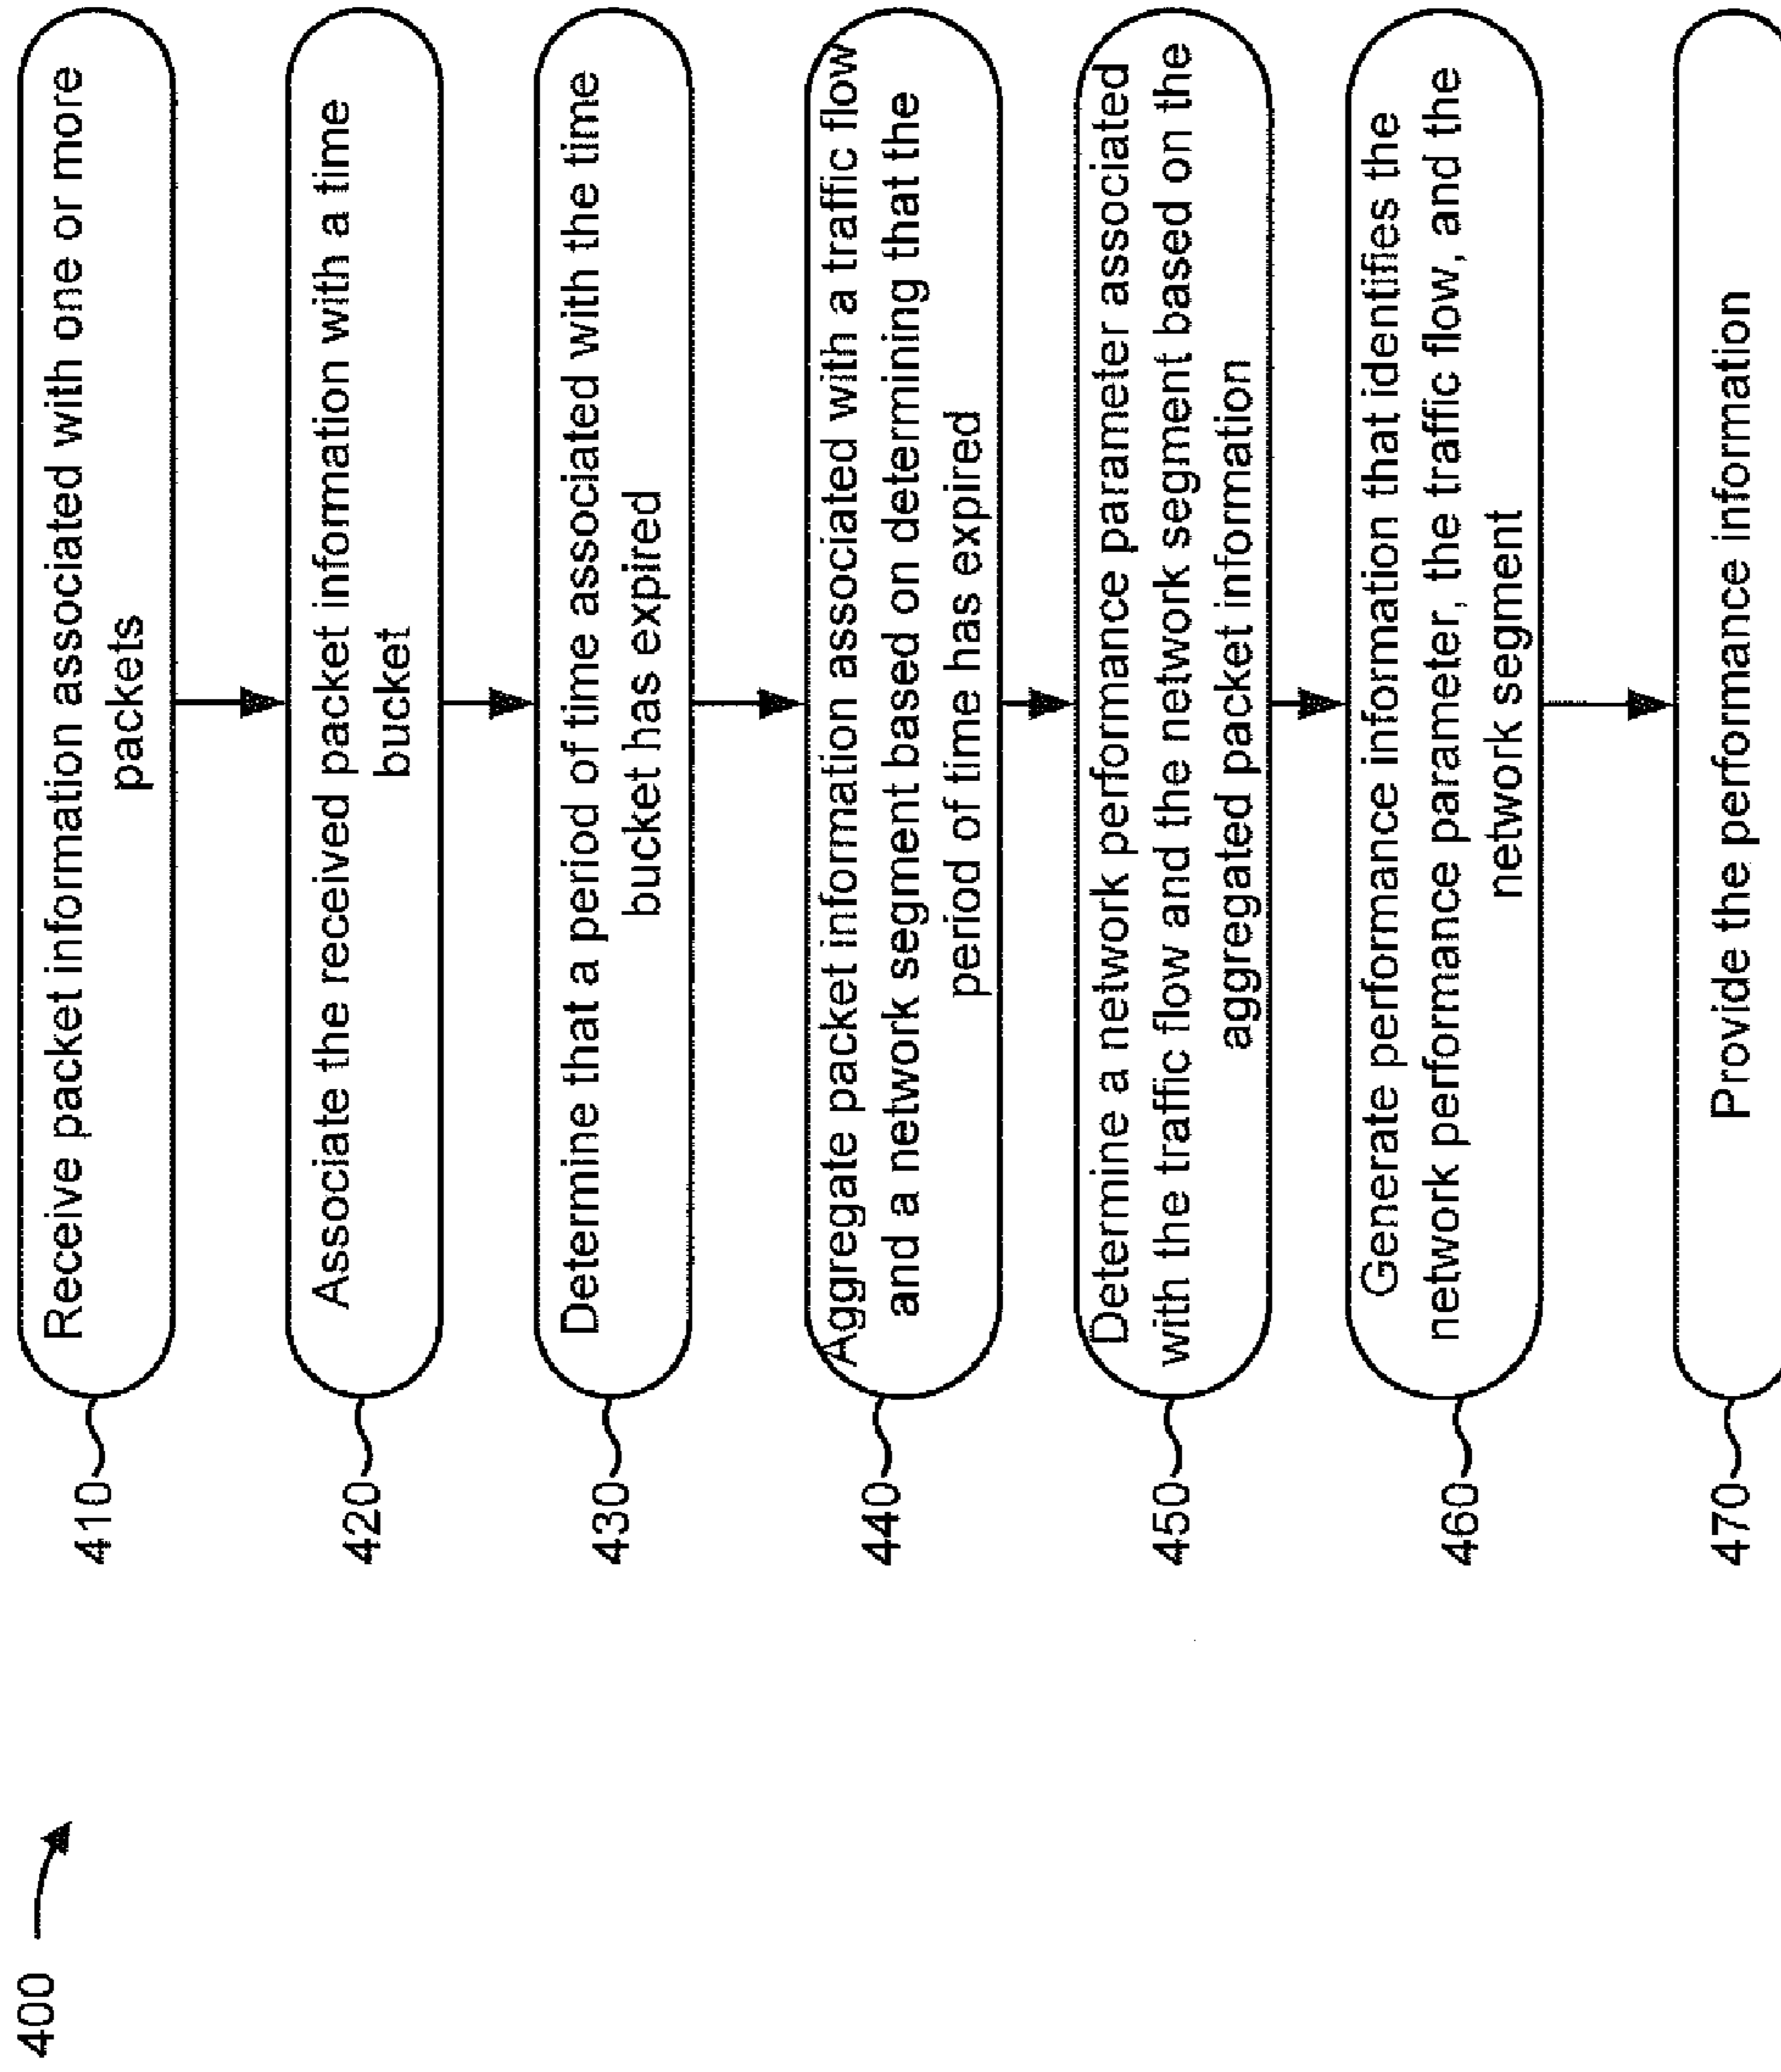 400
410
Receive packet information associated with one or more
packets
420
Associate the received packet information with a time
bucket
430
Determine that a period of time associated with the time
bucket has expired
440
Aggregate packet information associated with a traffic flow
and a network segment based on determining that the
period of time has expired
450
Determine a network performance parameter associated
with the traffic flow and the network segment based on the
aggregated packet information
460
Generate performance information that identifies the
network performance parameter, the traffic flow, and the
network segment
470
Provide the performance information